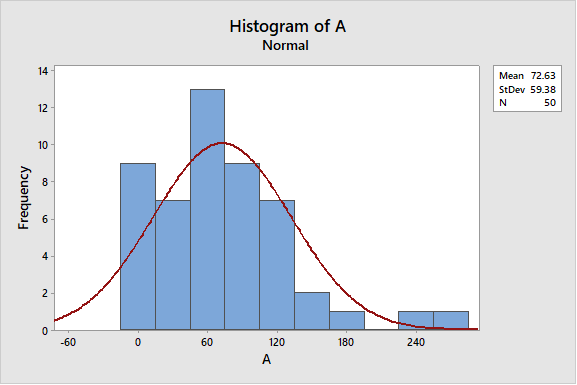 Histogram of A
Normal
Mean 72.63
StDev 59.38
N 50
14
12
10
8
6
4
2
0
Frequency
-60 0 60 120 180 240
A